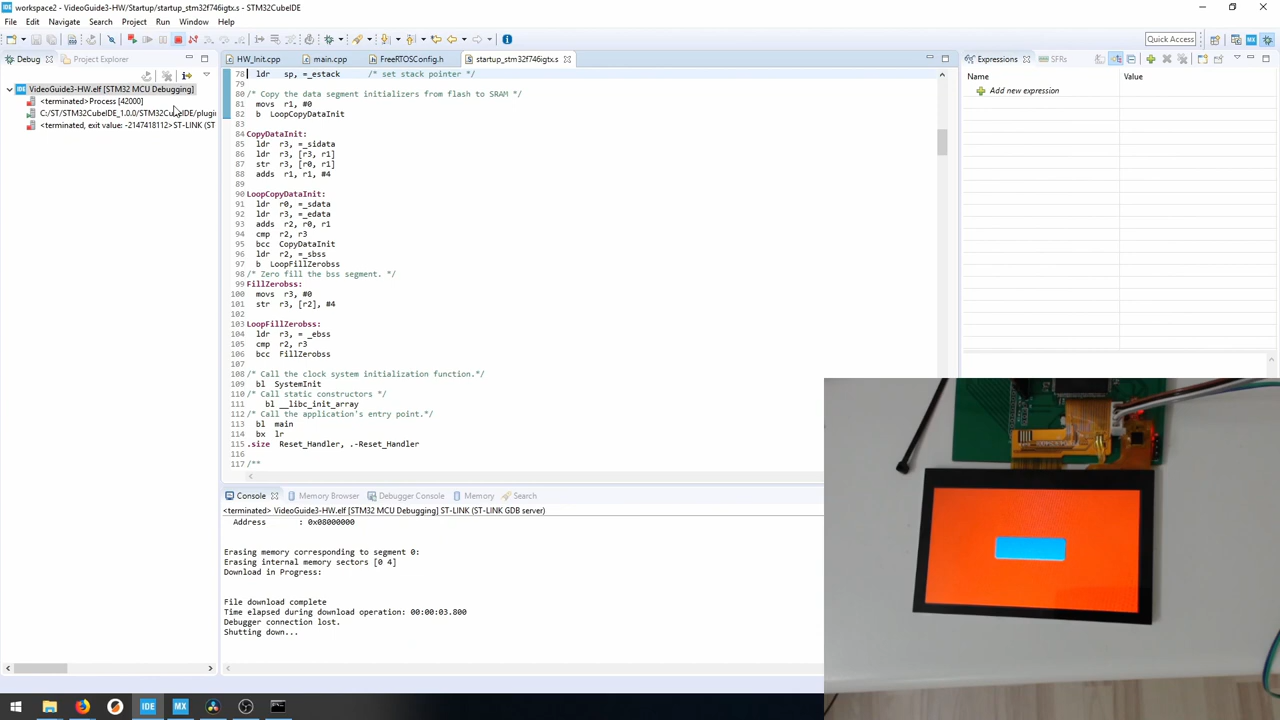 workspace2 - VideoGuide3-HW/Startup/startup_stm32f746igtx.s - STM32CubeIDE
File Edit Navigate Search Project Run Window Help
Quick Access
Debug Project Explorer
VideoGuide3-HW.elf [STM32 MCU Debugging]
<terminated>Process [42000]
C:/ST/STM32CubeIDE_1.0.0/STM32CubeIDE/plugin
<terminated, exit value: -2147418112>ST-LINK (ST
HW_Init.cpp main.cpp FreeRTOSConfig.h startup_stm32f746igtx.s
78 ldr sp, =_estack /* set stack pointer */
79
80 /* Copy the data segment initializers from flash to SRAM */
81 movs r1, #0
82 b LoopCopyDataInit
83
84 CopyDataInit:
85 ldr r3, =_sidata
86 ldr r3, [r3, r1]
87 str r3, [r0, r1]
88 adds r1, r1, #4
89
90 LoopCopyDataInit:
91 ldr r0, =_sdata
92 ldr r3, =_edata
93 adds r2, r0, r1
94 cmp r2, r3
95 bcc CopyDataInit
96 ldr r2, =_sbss
97 b LoopFillZerobss
98 /* Zero fill the bss segment. */
99 FillZerobss:
100 movs r3, #0
101 str r3, [r2], #4
102
103 LoopFillZerobss:
104 ldr r3, = _ebss
105 cmp r2, r3
106 bcc FillZerobss
107
108 /* Call the clock system initialization function.*/
109 bl SystemInit
110 /* Call static constructors */
111 bl __libc_init_array
112 /* Call the application's entry point.*/
113 bl main
114 bx lr
115 .size Reset_Handler, .-Reset_Handler
116
117 /**
Console Memory Browser Debugger Console Memory Search
<terminated> VideoGuide3-HW.elf [STM32 MCU Debugging] ST-LINK (ST-LINK GDB server)
Address : 0x08000000
Erasing memory corresponding to segment 0:
Erasing internal memory sectors [0 4]
Download in Progress:
File download complete
Time elapsed during download operation: 00:00:03.800
Debugger connection lost.
Shutting down...
Expressions SFRs
Name Value
Add new expression
IDE MX